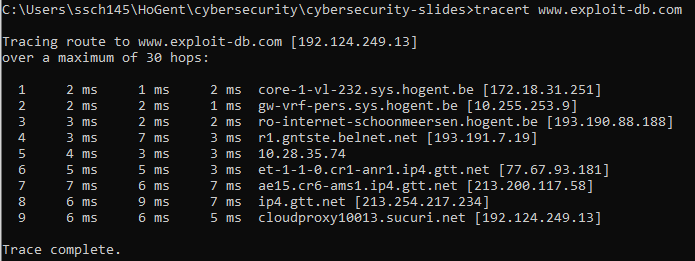 C:\Users\ssch145\HoGent\cybersecurity\cybersecurity-slides>tracert www.exploit-db.com
Tracing route to www.exploit-db.com [192.124.249.13]
over a maximum of 30 hops:
1 2 ms 1 ms 2 ms core-1-vl-232.sys.hogent.be [172.18.31.251]
2 2 ms 2 ms 1 ms gw-vrf-pers.sys.hogent.be [10.255.253.9]
3 3 ms 2 ms 2 ms ro-internet-schoonmeersen.hogent.be [193.190.88.188]
4 3 ms 7 ms 3 ms r1.gntste.belnet.net [193.191.7.19]
5 4 ms 3 ms 3 ms 10.28.35.74
6 5 ms 5 ms 3 ms et-1-1-0.cr1-anr1.ip4.gtt.net [77.67.93.181]
7 7 ms 6 ms 7 ms ae15.cr6-ams1.ip4.gtt.net [213.200.117.58]
8 6 ms 9 ms 7 ms ip4.gtt.net [213.254.217.234]
9 6 ms 6 ms 5 ms cloudproxy10013.sucuri.net [192.124.249.13]
Trace complete.